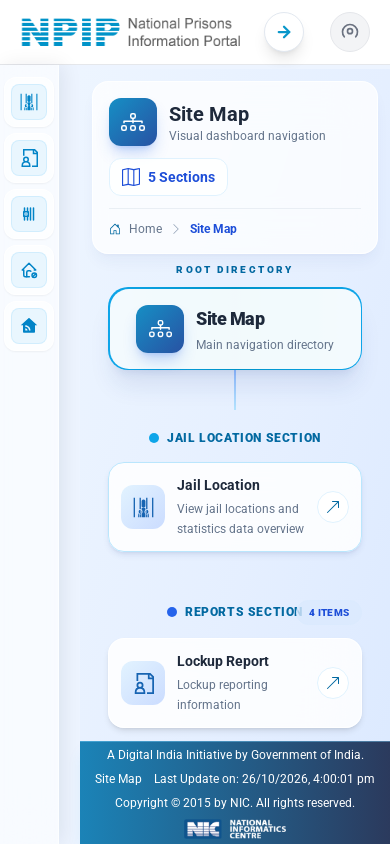 NPIP National Prisons
Information Portal
Site Map
Visual dashboard navigation
5 Sections
Home
Site Map
ROOT DIRECTORY
Site Map
Main navigation directory
JAIL LOCATION SECTION
Jail Location
View jail locations and
statistics data overview
REPORTS SECTION
4 ITEMS
Lockup Report
Lockup reporting
information
A Digital India Initiative by Government of India.
Site Map Last Update on: 26/10/2026, 4:00:01 pm
Copyright © 2015 by NIC. All rights reserved.
NIC NATIONAL
INFORMATICS
CENTRE